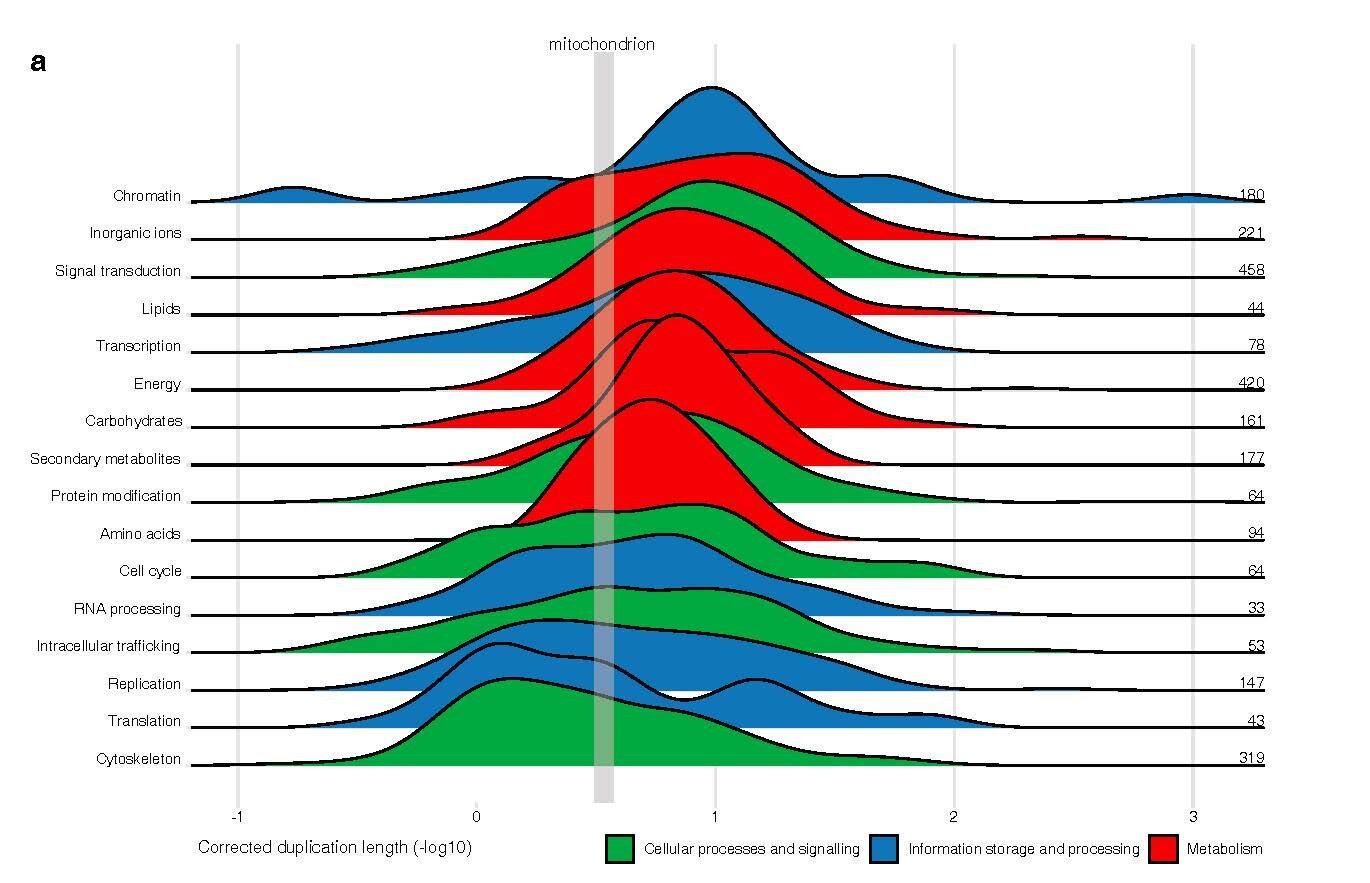 mitochondrion
a
Chromatin 180
Inorganic ions 221
Signal transduction 458
Lipids 44
Transcription 78
Energy 420
Carbohydrates 161
Secondary metabolites 177
Protein modification 64
Amino acids 94
Cell cycle 64
RNA processing 33
Intracellular trafficking 53
Replication 147
Translation 43
Cytoskeleton 319
-1 0 1 2 3
Corrected duplication length (-log10) Cellular processes and signalling Information storage and processing Metabolism